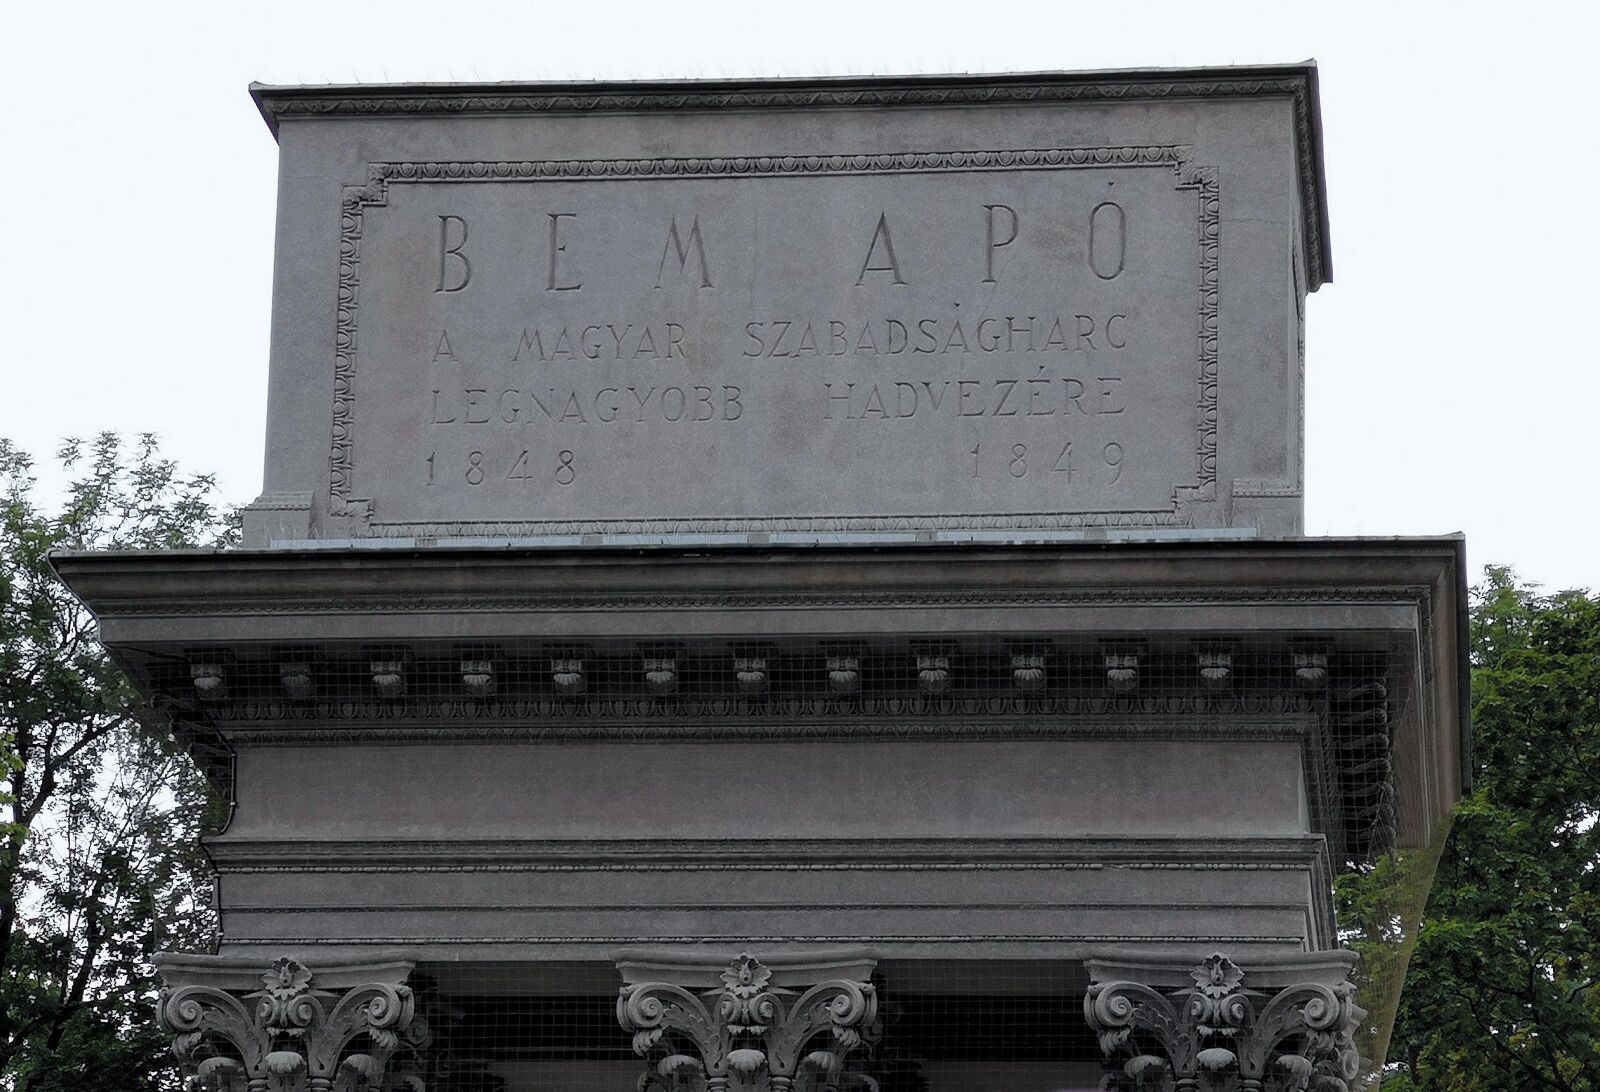 BEM APÓ
A MAGYAR SZABADSÁGHARC
LEGNAGYOBB HADVEZÉRE
1848 1849